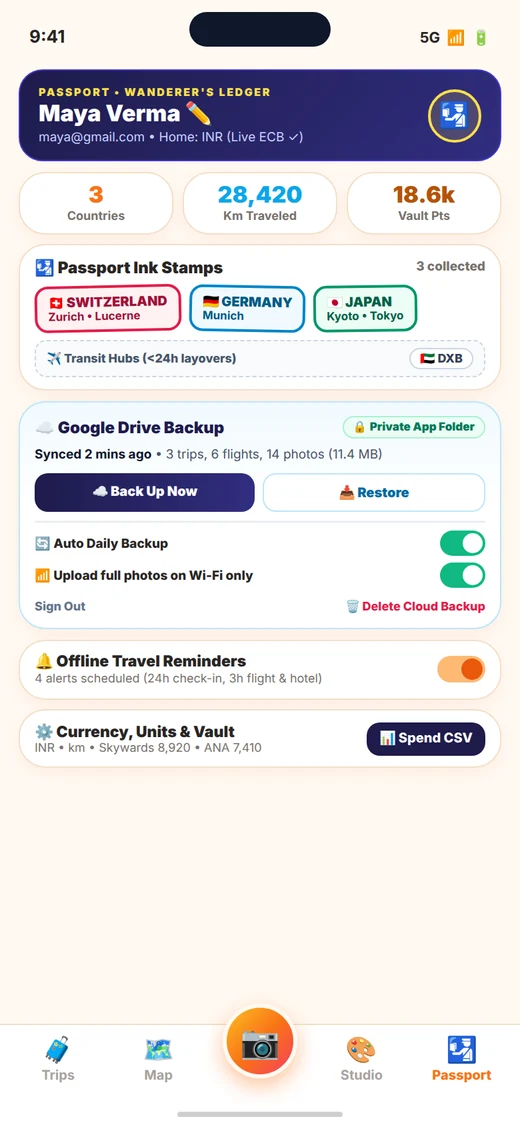 9:41
5G
PASSPORT • WANDERER'S LEDGER
Maya Verma
maya@gmail.com • Home: INR (Live ECB ✓)
3
Countries
28,420
Km Traveled
18.6k
Vault Pts
Passport Ink Stamps
3 collected
SWITZERLAND
Zurich • Lucerne
GERMANY
Munich
JAPAN
Kyoto • Tokyo
Transit Hubs (<24h layovers)
DXB
Google Drive Backup
Private App Folder
Synced 2 mins ago • 3 trips, 6 flights, 14 photos (11.4 MB)
Back Up Now
Restore
Auto Daily Backup
Upload full photos on Wi-Fi only
Sign Out
Delete Cloud Backup
Offline Travel Reminders
4 alerts scheduled (24h check-in, 3h flight & hotel)
Currency, Units & Vault
INR • km • Skywards 8,920 • ANA 7,410
Spend CSV
Trips
Map
Studio
Passport